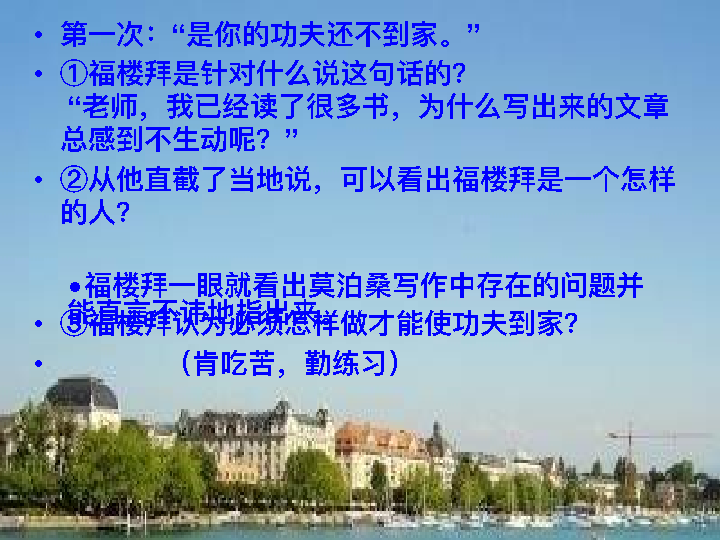 • 第一次：“是你的功夫还不到家。”
• ①福楼拜是针对什么说这句话的？
“老师，我已经读了很多书，为什么写出来的文章
总感到不生动呢？”
• ②从他直截了当地说，可以看出福楼拜是一个怎样
的人？
•福楼拜一眼就看出莫泊桑写作中存在的问题并
能直言不讳地指出来
• ③福楼拜认为必须怎样做才能使功夫到家？
• （肯吃苦，勤练习）